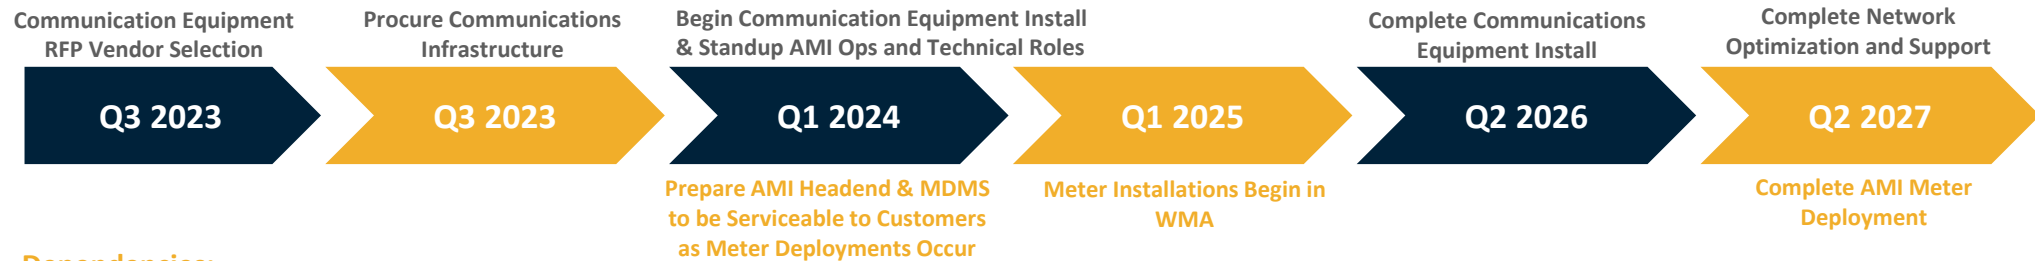 Communication Equipment
RFP Vendor Selection
Procure Communications
Infrastructure
Begin Communication Equipment Install
& Standup AMI Ops and Technical Roles
Complete Communications
Equipment Install
Complete Network
Optimization and Support
Q3 2023
Q3 2023
Q1 2024
Q1 2025
Q2 2026
Q2 2027
Prepare AMI Headend & MDMS
to be Serviceable to Customers
as Meter Deployments Occur
Meter Installations Begin in
WMA
Complete AMI Meter
Deployment
Dependencies: